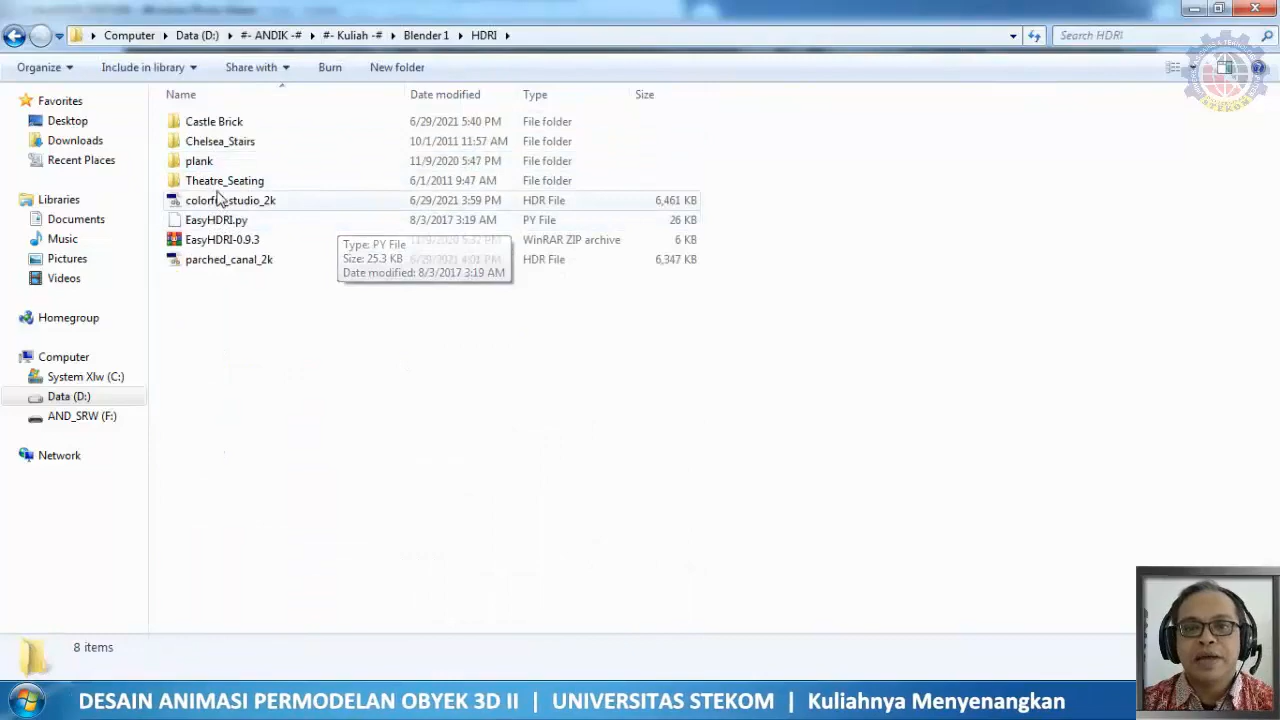 Computer Data (D:) #- ANDIK -# #- Kuliah -# Blender1 HDRI Search HDRI
Organize Include in library Share with Burn New folder
Name Date modified Type Size
Favorites
Desktop
Downloads
Recent Places
Libraries
Documents
Music
Pictures
Videos
Homegroup
Computer
System Xlw (C:)
Data (D:)
AND_SRW (F:)
Network
Castle Brick 6/29/2021 5:40 PM File folder
Chelsea_Stairs 10/1/2011 11:57 AM File folder
plank 11/9/2020 5:47 PM File folder
Theatre_Seating 6/1/2011 9:47 AM File folder
studio_2k 6/29/2021 3:59 PM HDR File 6,461 KB
EasyHDRI.py 8/3/2017 3:19 AM PY File 26 KB
EasyHDRI-0.9.3 WinRAR ZIP archive 6 KB
parched_canal_2k HDR File 6,347 KB
Type: PY File
Size: 25.3 KB
Date modified: 8/3/2017 3:19 AM
8 items
DESAIN ANIMASI PERMODELAN OBYEK 3D II | UNIVERSITAS STEKOM | Kuliahnya Menyenangkan